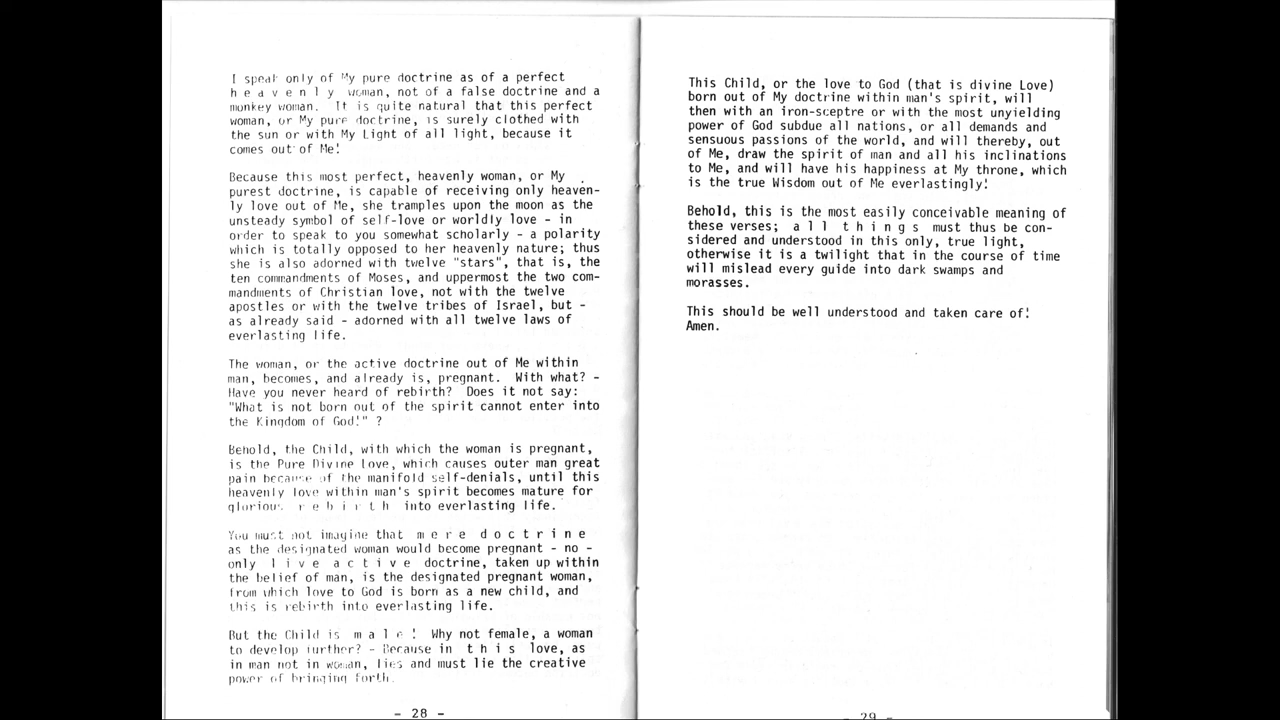 I speak only of My pure doctrine as of a perfect
h e a v e n l y woman, not of a false doctrine and a
monkey woman. It is quite natural that this perfect
woman, or My pure doctrine, is surely clothed with
the sun or with My Light of all light, because it
comes out of Me!
Because this most perfect, heavenly woman, or My
purest doctrine, is capable of receiving only heaven-
ly love out of Me, she tramples upon the moon as the
unsteady symbol of self-love or worldly love - in
order to speak to you somewhat scholarly - a polarity
which is totally opposed to her heavenly nature; thus
she is also adorned with twelve "stars", that is, the
ten commandments of Moses, and uppermost the two com-
mandments of Christian love, not with the twelve
apostles or with the twelve tribes of Israel, but -
as already said - adorned with all twelve laws of
everlasting life.
The woman, or the active doctrine out of Me within
man, becomes, and already is, pregnant. With what? -
Have you never heard of rebirth? Does it not say:
"What is not born out of the spirit cannot enter into
the Kingdom of God!" ?
Behold, the Child, with which the woman is pregnant,
is the Pure Divine Love, which causes outer man great
pain because of the manifold self-denials, until this
heavenly love within man's spirit becomes mature for
glorious r e b i r t h into everlasting life.
You must not imagine that m e r e d o c t r i n e
as the designated woman would become pregnant - no -
only l i v e a c t i v e doctrine, taken up within
the belief of man, is the designated pregnant woman,
from which love to God is born as a new child, and
this is rebirth into everlasting life.
But the Child is m a l e ! Why not female, a woman
to develop further? - Because in t h i s love, as
in man not in woman, lies and must lie the creative
power of bringing forth.
- 28 -
This Child, or the love to God (that is divine Love)
born out of My doctrine within man's spirit, will
then with an iron-sceptre or with the most unyielding
power of God subdue all nations, or all demands and
sensuous passions of the world, and will thereby, out
of Me, draw the spirit of man and all his inclinations
to Me, and will have his happiness at My throne, which
is the true Wisdom out of Me everlastingly!
Behold, this is the most easily conceivable meaning of
these verses; a l l t h i n g s must thus be con-
sidered and understood in this only, true light,
otherwise it is a twilight that in the course of time
will mislead every guide into dark swamps and
morasses.
This should be well understood and taken care of!
Amen.
- 29 -